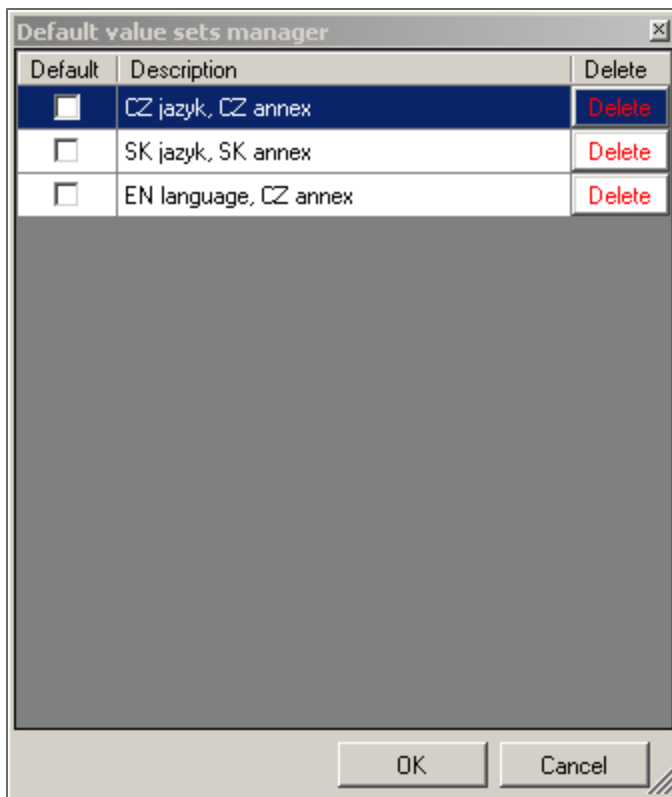 Default value sets manager
Default Description Delete
CZ jazyk, CZ annex Delete
SK jazyk, SK annex Delete
EN language, CZ annex Delete
OK Cancel